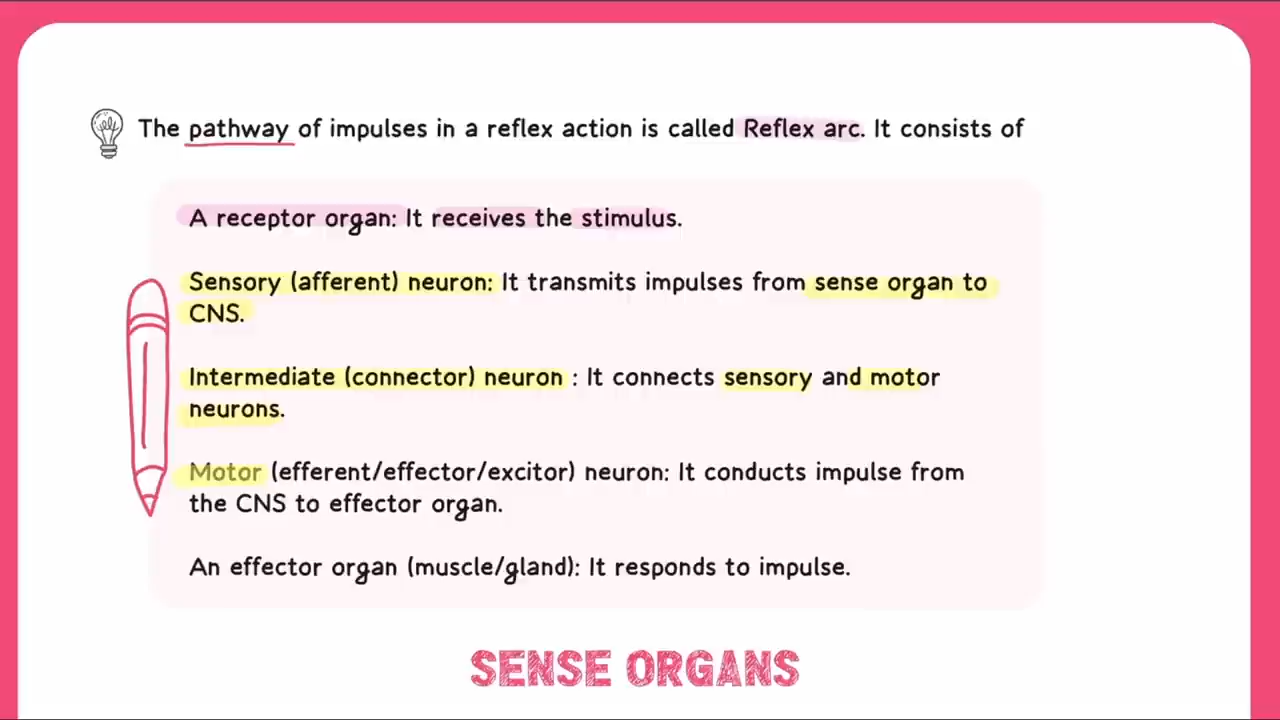 The pathway of impulses in a reflex action is called Reflex arc. It consists of
A receptor organ: It receives the stimulus.
Sensory (afferent) neuron: It transmits impulses from sense organ to
CNS.
Intermediate (connector) neuron : It connects sensory and motor
neurons.
Motor (efferent/effector/excitor) neuron: It conducts impulse from
the CNS to effector organ.
An effector organ (muscle/gland): It responds to impulse.
SENSE ORGANS